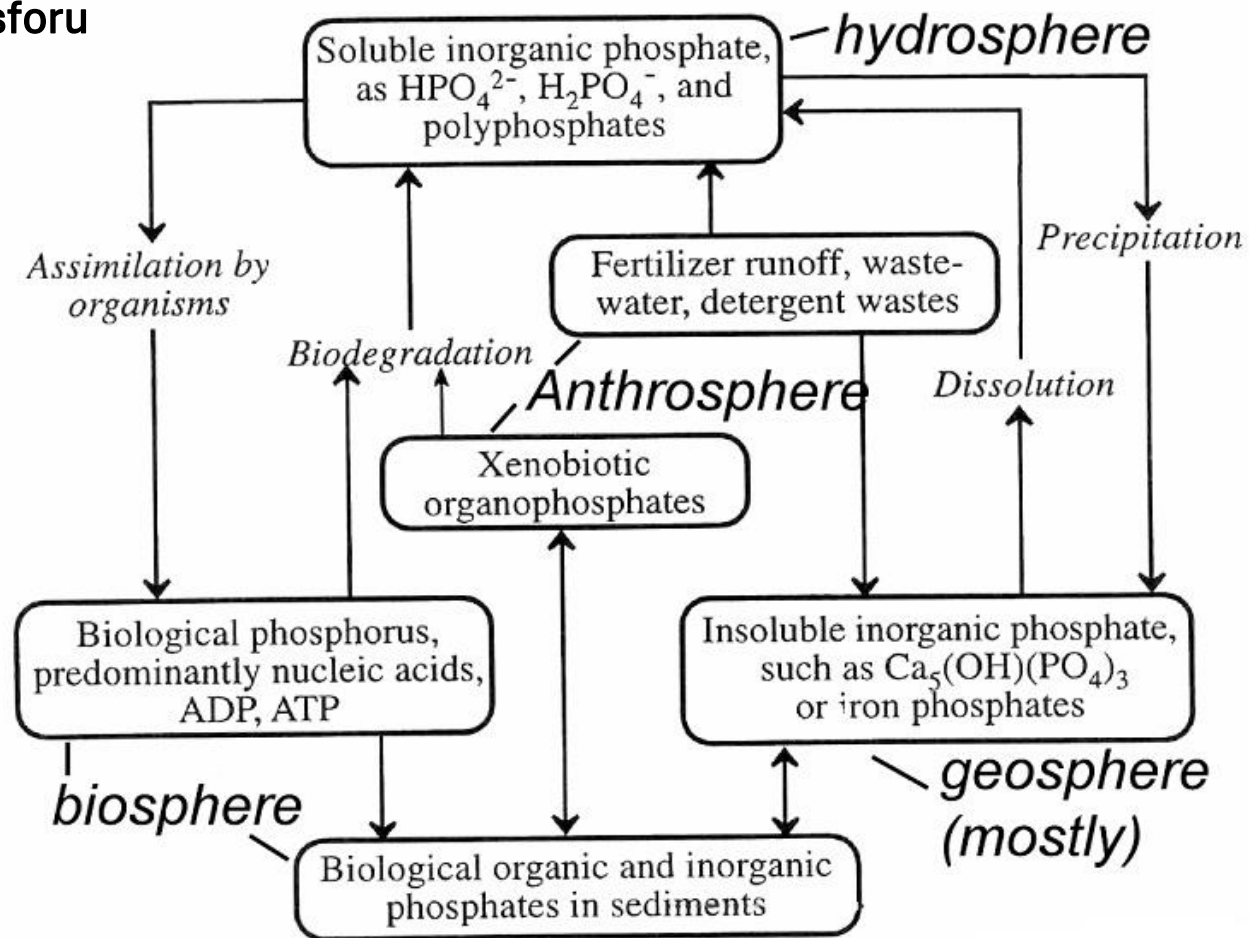 sforu
hydrosphere
Soluble inorganic phosphate,
as HPO₄²⁻, H₂PO₄⁻, and
polyphosphates
Assimilation by
organisms
Precipitation
Fertilizer runoff, waste-
water, detergent wastes
Biodegradation
Anthrosphere
Dissolution
Xenobiotic
organophosphates
Biological phosphorus,
predominantly nucleic acids,
ADP, ATP
Insoluble inorganic phosphate,
such as Ca₅(OH)(PO₄)₃
or iron phosphates
biosphere
geosphere
(mostly)
Biological organic and inorganic
phosphates in sediments